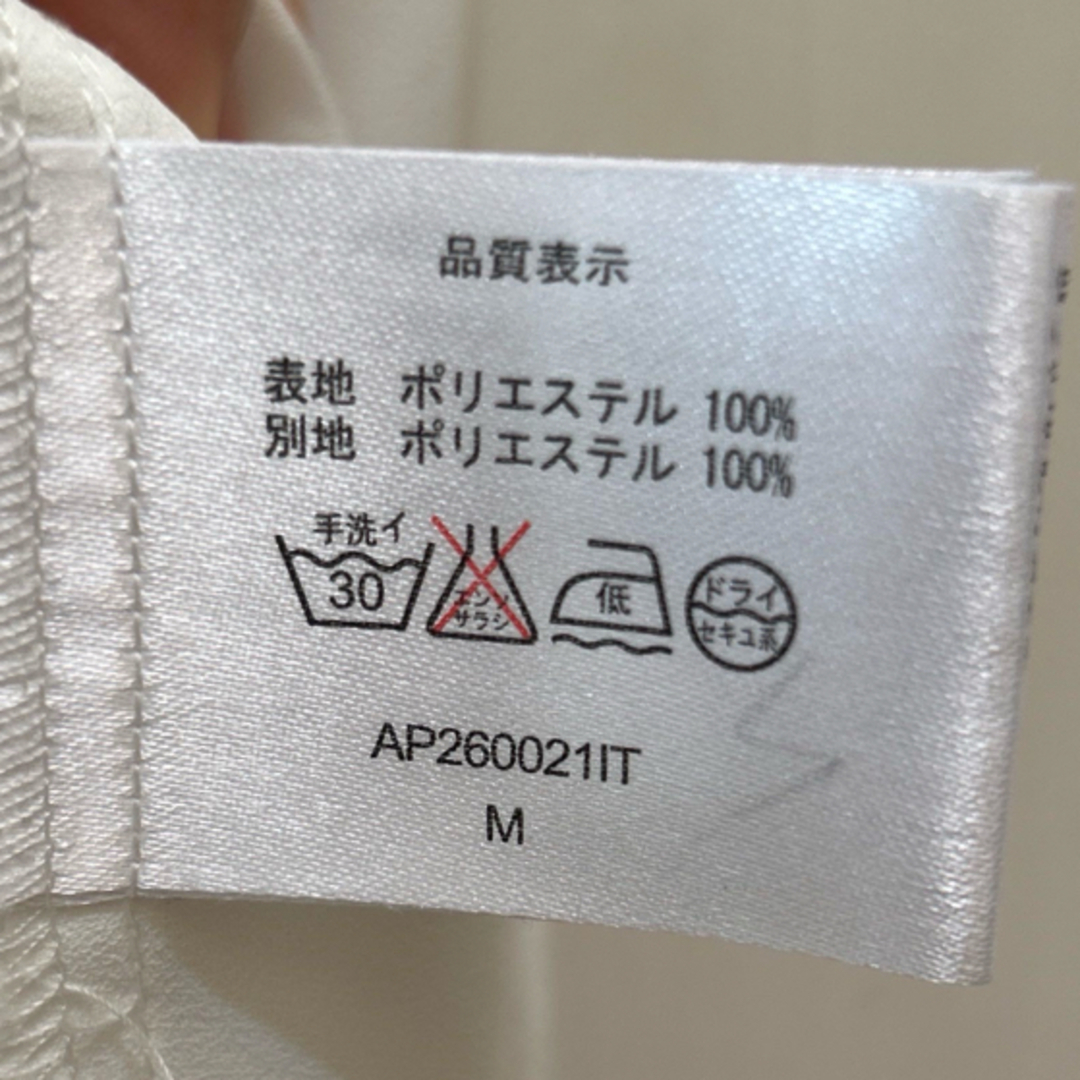 品質表示
表地 ポリエステル 100%
別地 ポリエステル 100%
手洗イ
30
エンソ
サラシ
低
ドライ
セキユ系
AP260021IT
M